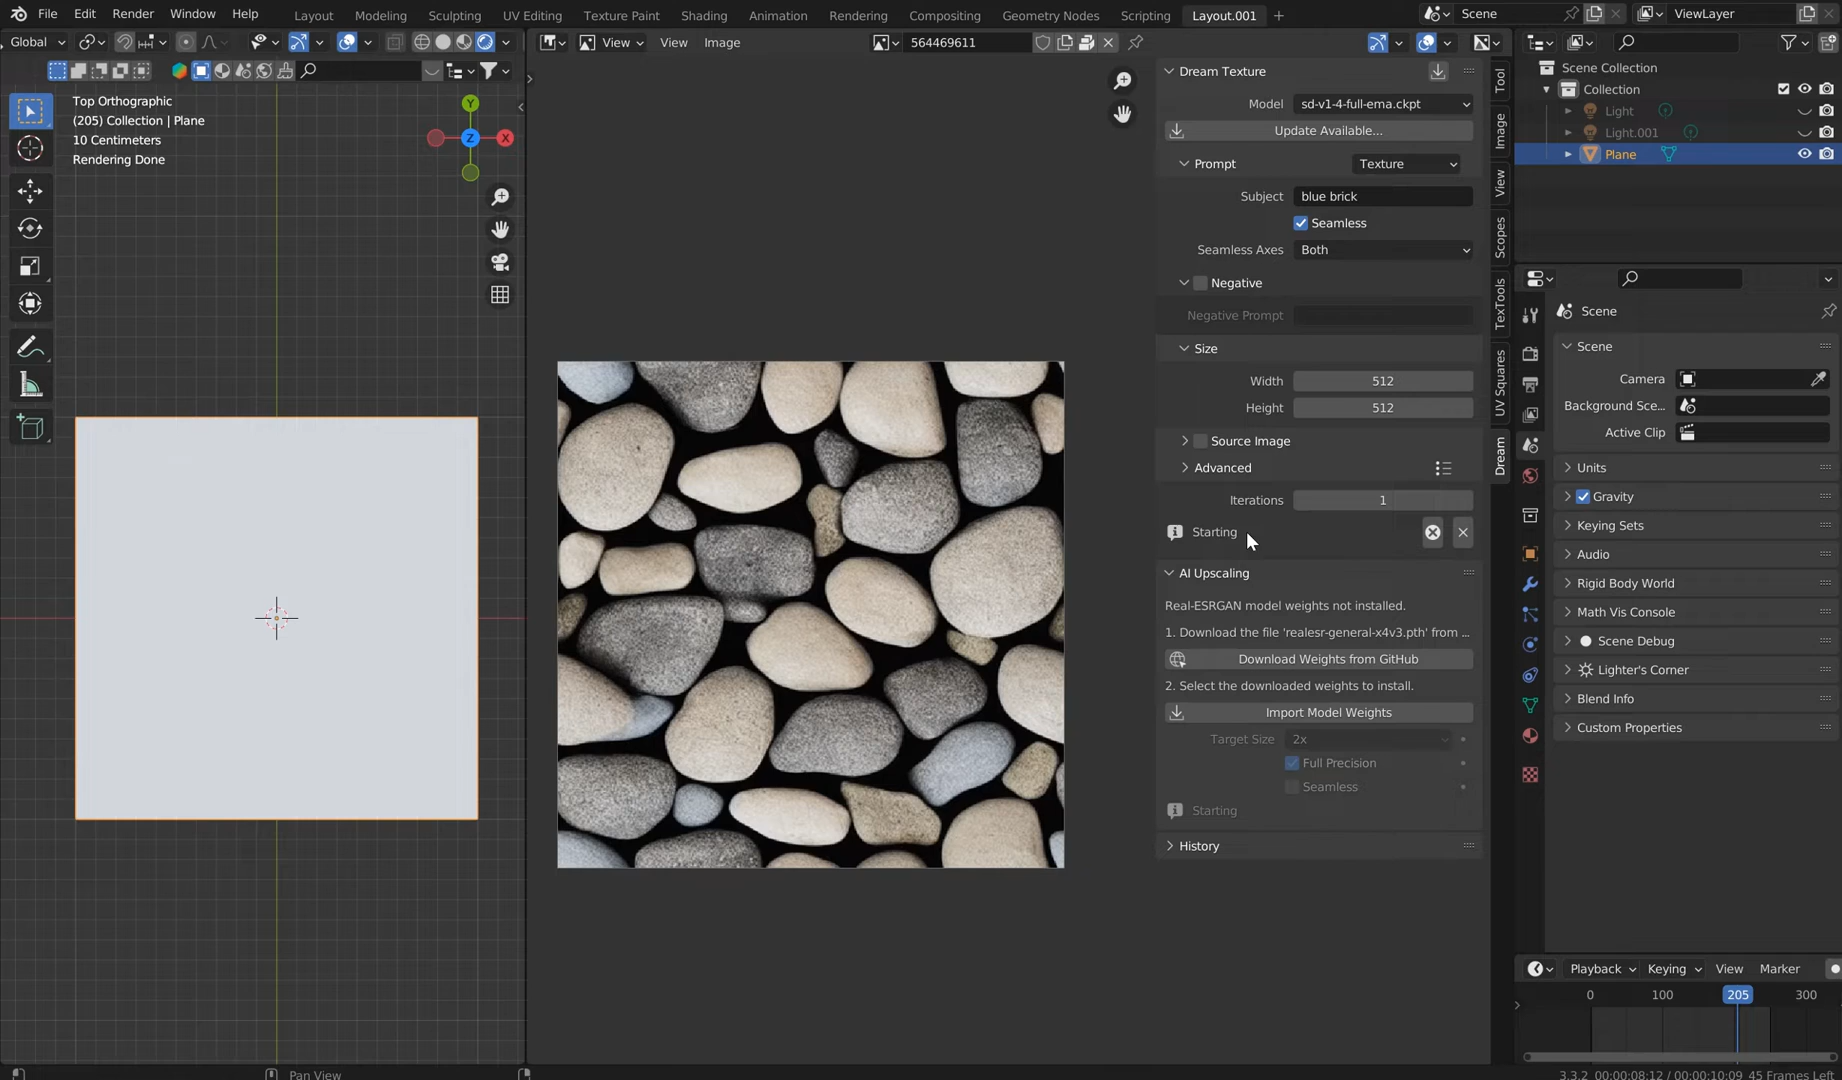 File Edit Render Window Help Layout Modeling Sculpting UV Editing Texture Paint Shading Animation Rendering Compositing Geometry Nodes Scripting Layout.001 + Scene ViewLayer
Global View View Image 564469611
Top Orthographic
(205) Collection | Plane
10 Centimeters
Rendering Done
Y
Z X
Dream Texture
Model sd-v1-4-full-ema.ckpt
Update Available...
Prompt Texture
Subject blue brick
Seamless
Seamless Axes Both
Negative
Negative Prompt
Size
Width 512
Height 512
Source Image
Advanced
Iterations 1
Starting
AI Upscaling
Real-ESRGAN model weights not installed.
1. Download the file 'realesr-general-x4v3.pth' from ...
Download Weights from GitHub
2. Select the downloaded weights to install.
Import Model Weights
Target Size 2x
Full Precision
Seamless
Starting
History
Tool
Image
View
Scopes
TexTools
UV Squares
Dream
Scene Collection
Collection
Light
Light.001
Plane
Scene
Scene
Camera
Background Sce...
Active Clip
Units
Gravity
Keying Sets
Audio
Rigid Body World
Math Vis Console
Scene Debug
Lighter's Corner
Blend Info
Custom Properties
Playback Keying View Marker
0 100 205 300
Pan View
3.3.2 00:00:08:12 / 00:00:10:09 45 Frames Left